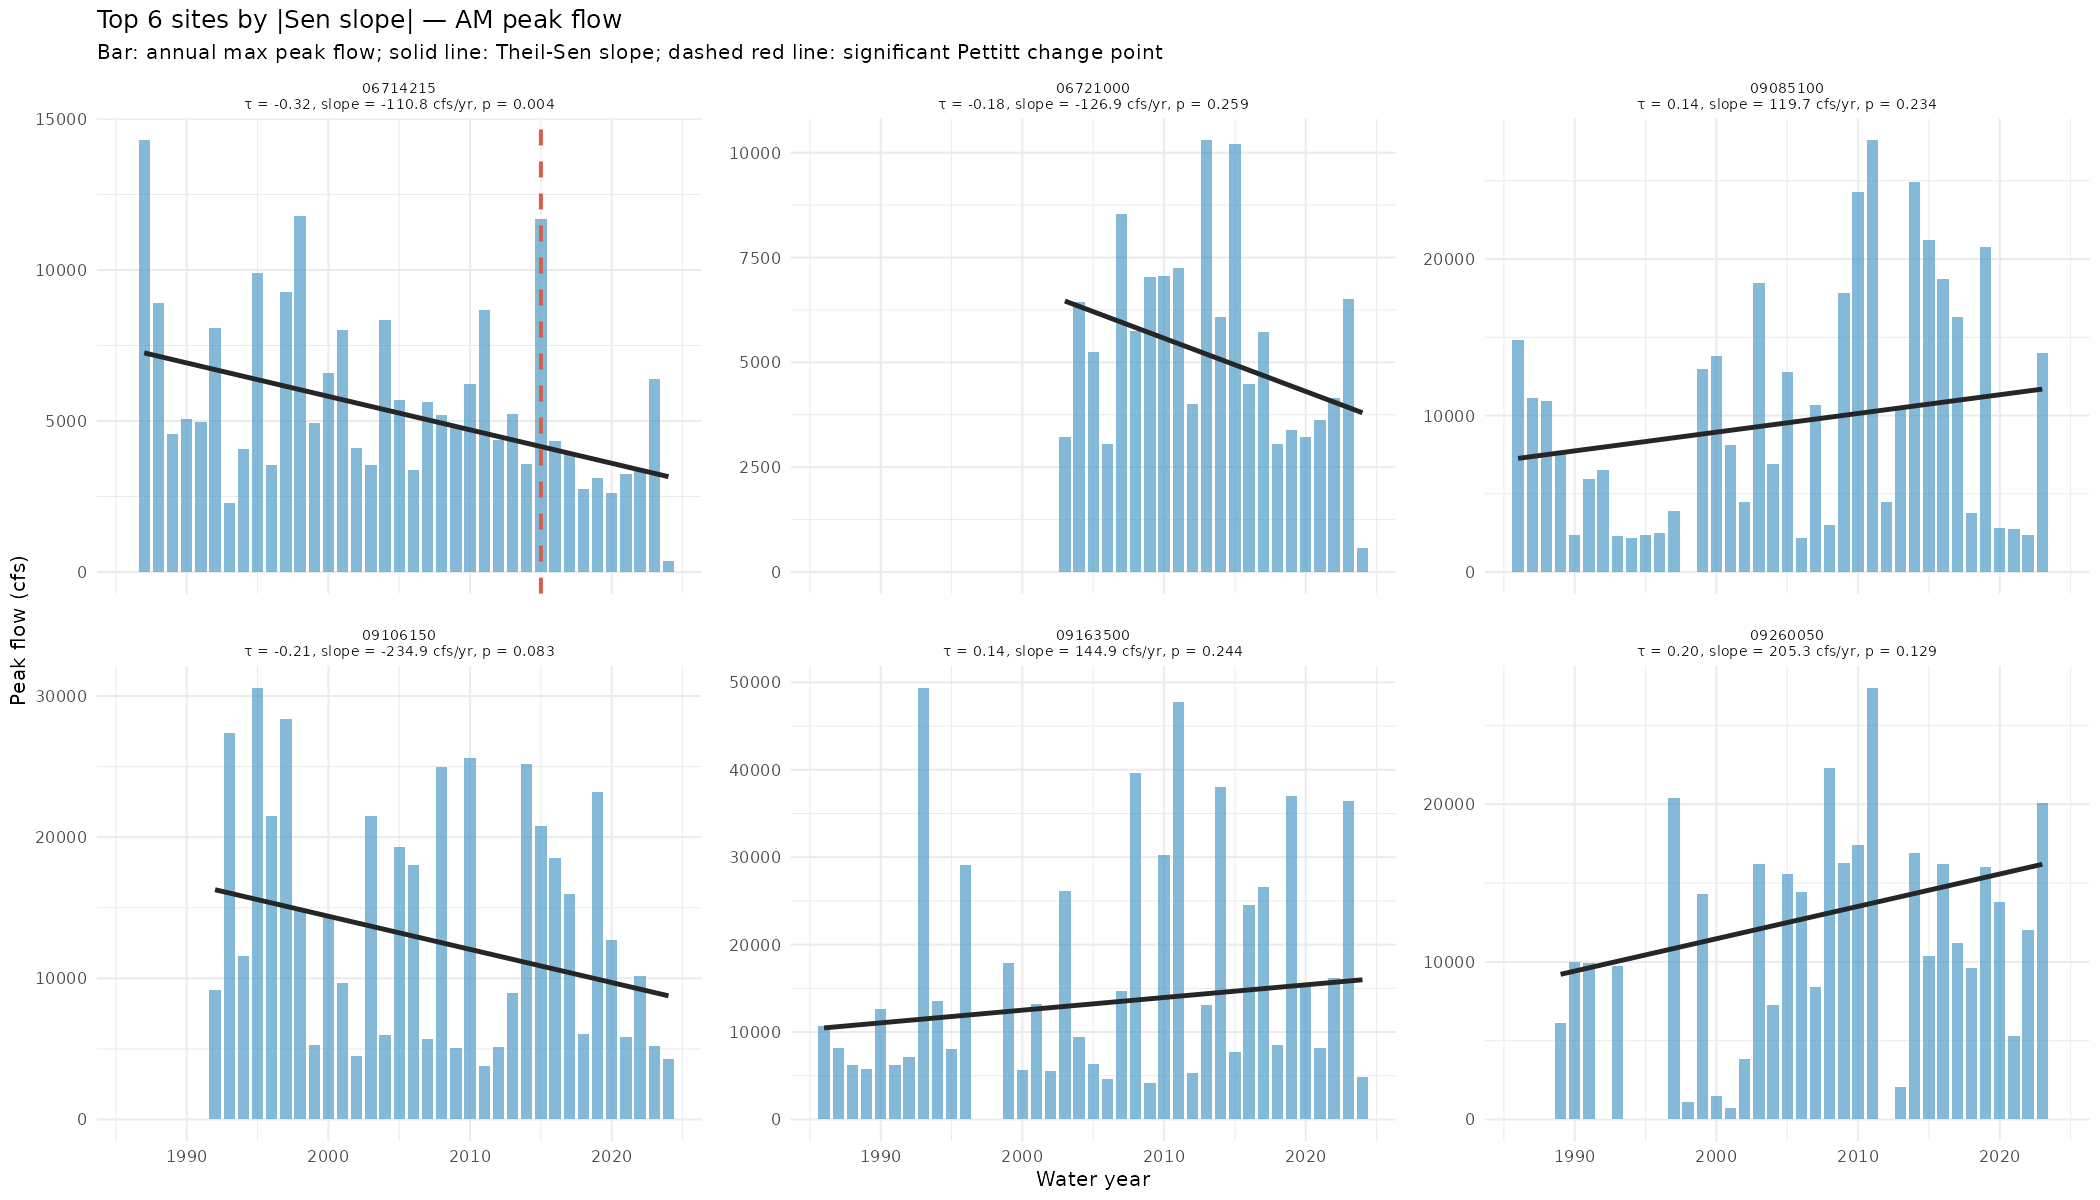 Top 6 sites by |Sen slope| — AM peak flow
Bar: annual max peak flow; solid line: Theil-Sen slope; dashed red line: significant Pettitt change point
06714215
τ = -0.32, slope = -110.8 cfs/yr, p = 0.004
15000
10000
5000
0
06721000
τ = -0.18, slope = -126.9 cfs/yr, p = 0.259
10000
7500
5000
2500
0
09085100
τ = 0.14, slope = 119.7 cfs/yr, p = 0.234
20000
10000
0
Peak flow (cfs)
09106150
τ = -0.21, slope = -234.9 cfs/yr, p = 0.083
30000
20000
10000
0
1990 2000 2010 2020
09163500
τ = 0.14, slope = 144.9 cfs/yr, p = 0.244
50000
40000
30000
20000
10000
0
1990 2000 2010 2020
09260050
τ = 0.20, slope = 205.3 cfs/yr, p = 0.129
20000
10000
0
1990 2000 2010 2020
Water year